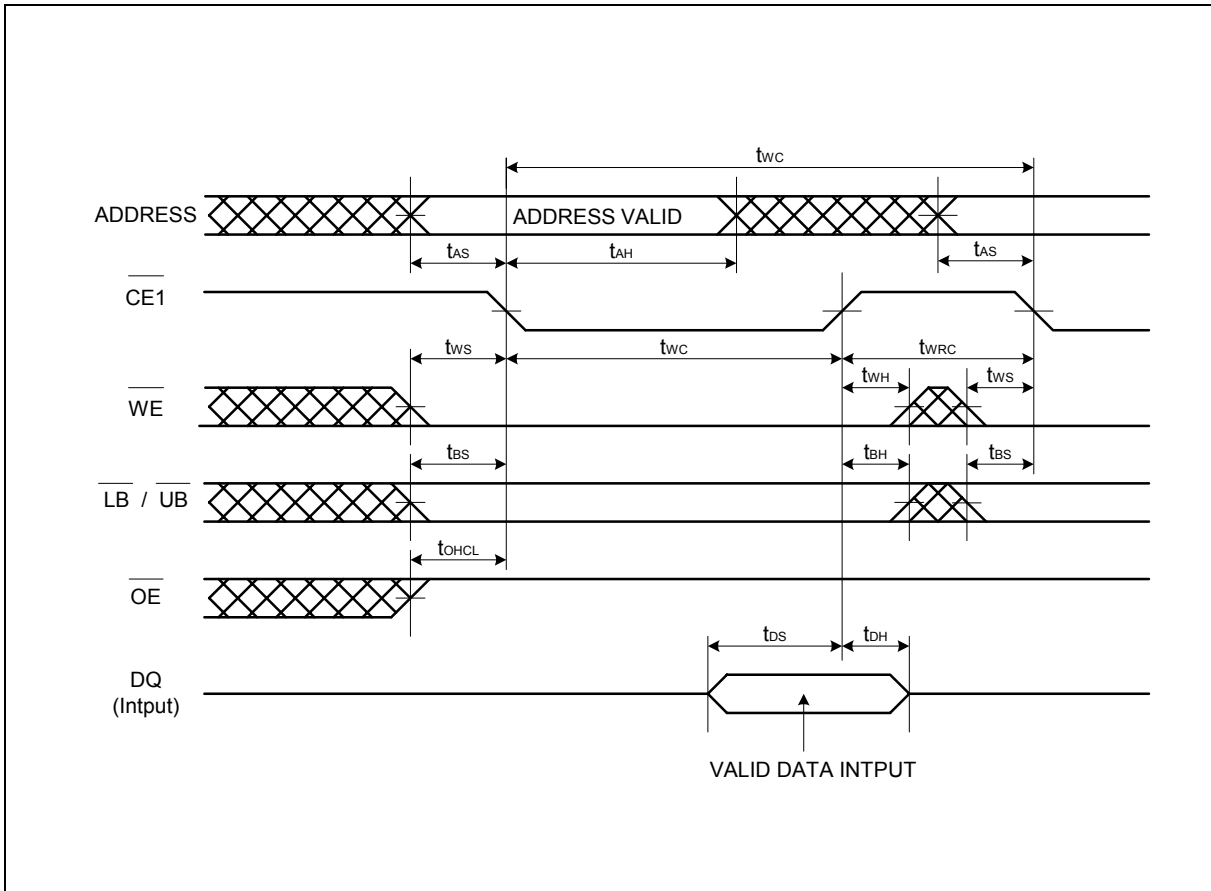 tWC
ADDRESS
ADDRESS VALID
tAS
tAH
tAS
CE1
tWS
tWC
tWRC
tWH
tWS
WE
tBS
tBH
tBS
LB / UB
tOHCL
OE
tDS
tDH
DQ
(Intput)
VALID DATA INTPUT